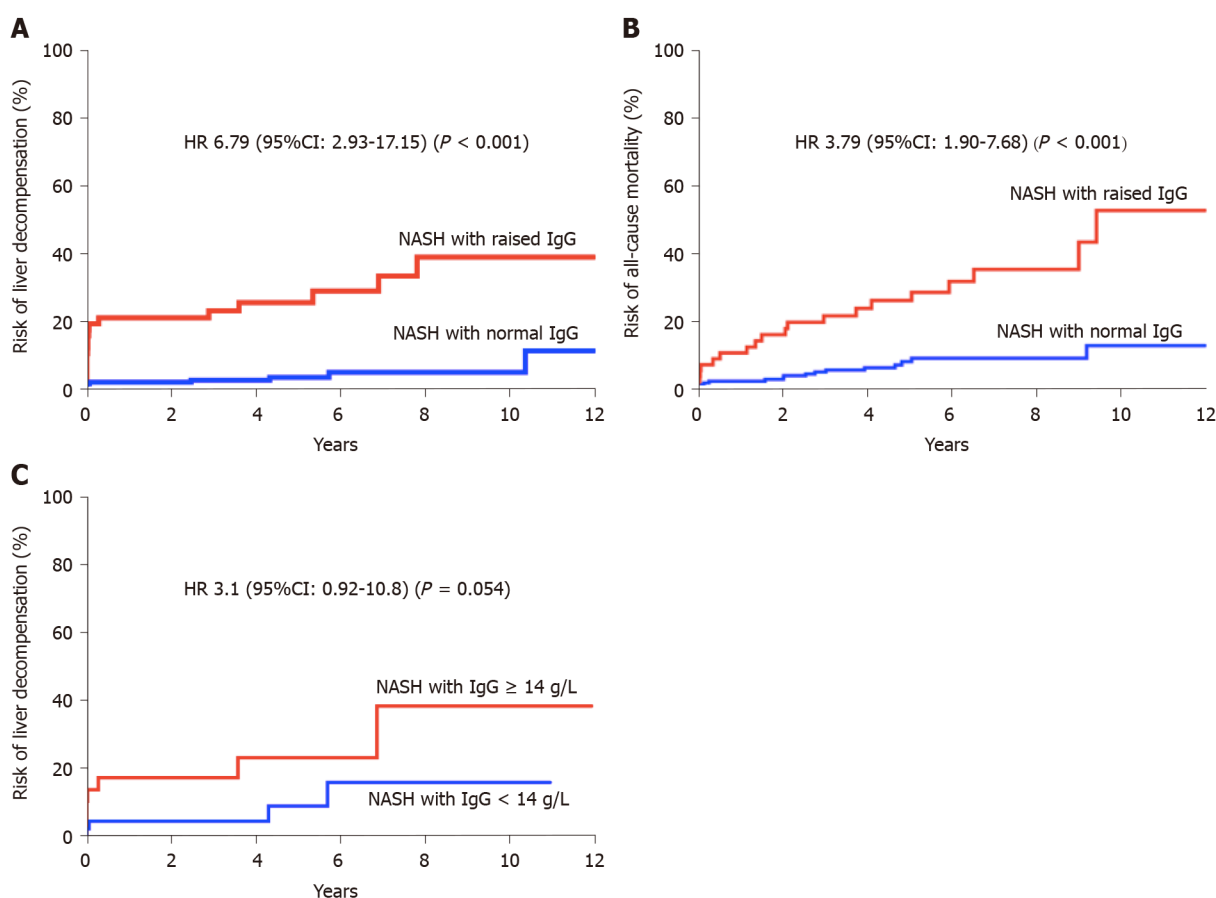 A
Risk of liver decompensation (%)
100
80
60
40
20
0
HR 6.79 (95%CI: 2.93-17.15) (P < 0.001)
NASH with raised IgG
NASH with normal IgG
0 2 4 6 8 10 12
Years
B
Risk of all-cause mortality (%)
100
80
60
40
20
0
HR 3.79 (95%CI: 1.90-7.68) (P < 0.001)
NASH with raised IgG
NASH with normal IgG
0 2 4 6 8 10 12
Years
C
Risk of liver decompensation (%)
100
80
60
40
20
0
HR 3.1 (95%CI: 0.92-10.8) (P = 0.054)
NASH with IgG ≥ 14 g/L
NASH with IgG < 14 g/L
0 2 4 6 8 10 12
Years